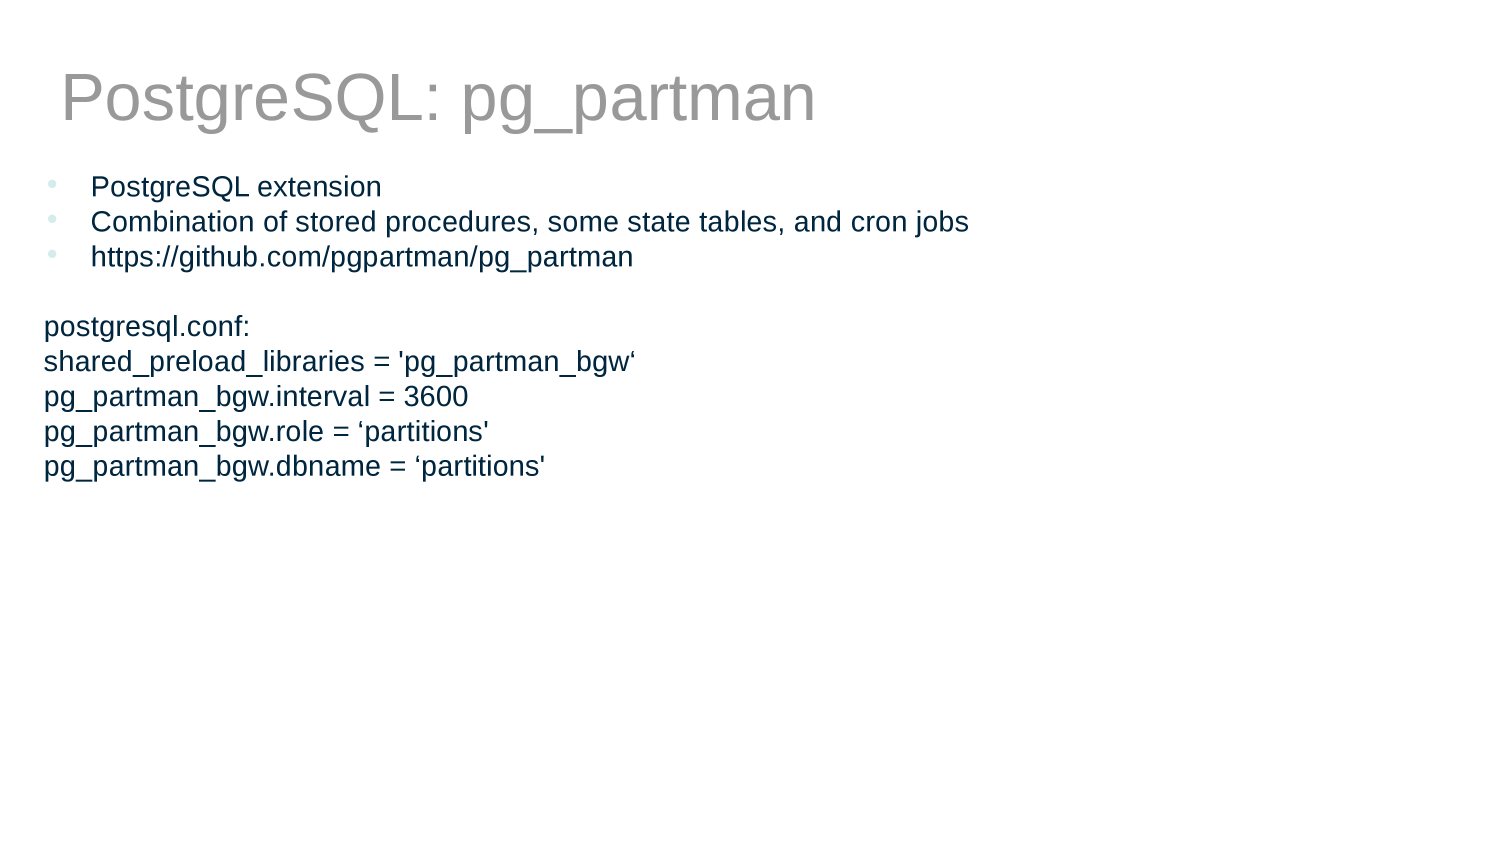 PostgreSQL: pg_partman
• PostgreSQL extension
• Combination of stored procedures, some state tables, and cron jobs
• https://github.com/pgpartman/pg_partman
postgresql.conf:
shared_preload_libraries = 'pg_partman_bgw‘
pg_partman_bgw.interval = 3600
pg_partman_bgw.role = ‘partitions'
pg_partman_bgw.dbname = ‘partitions'